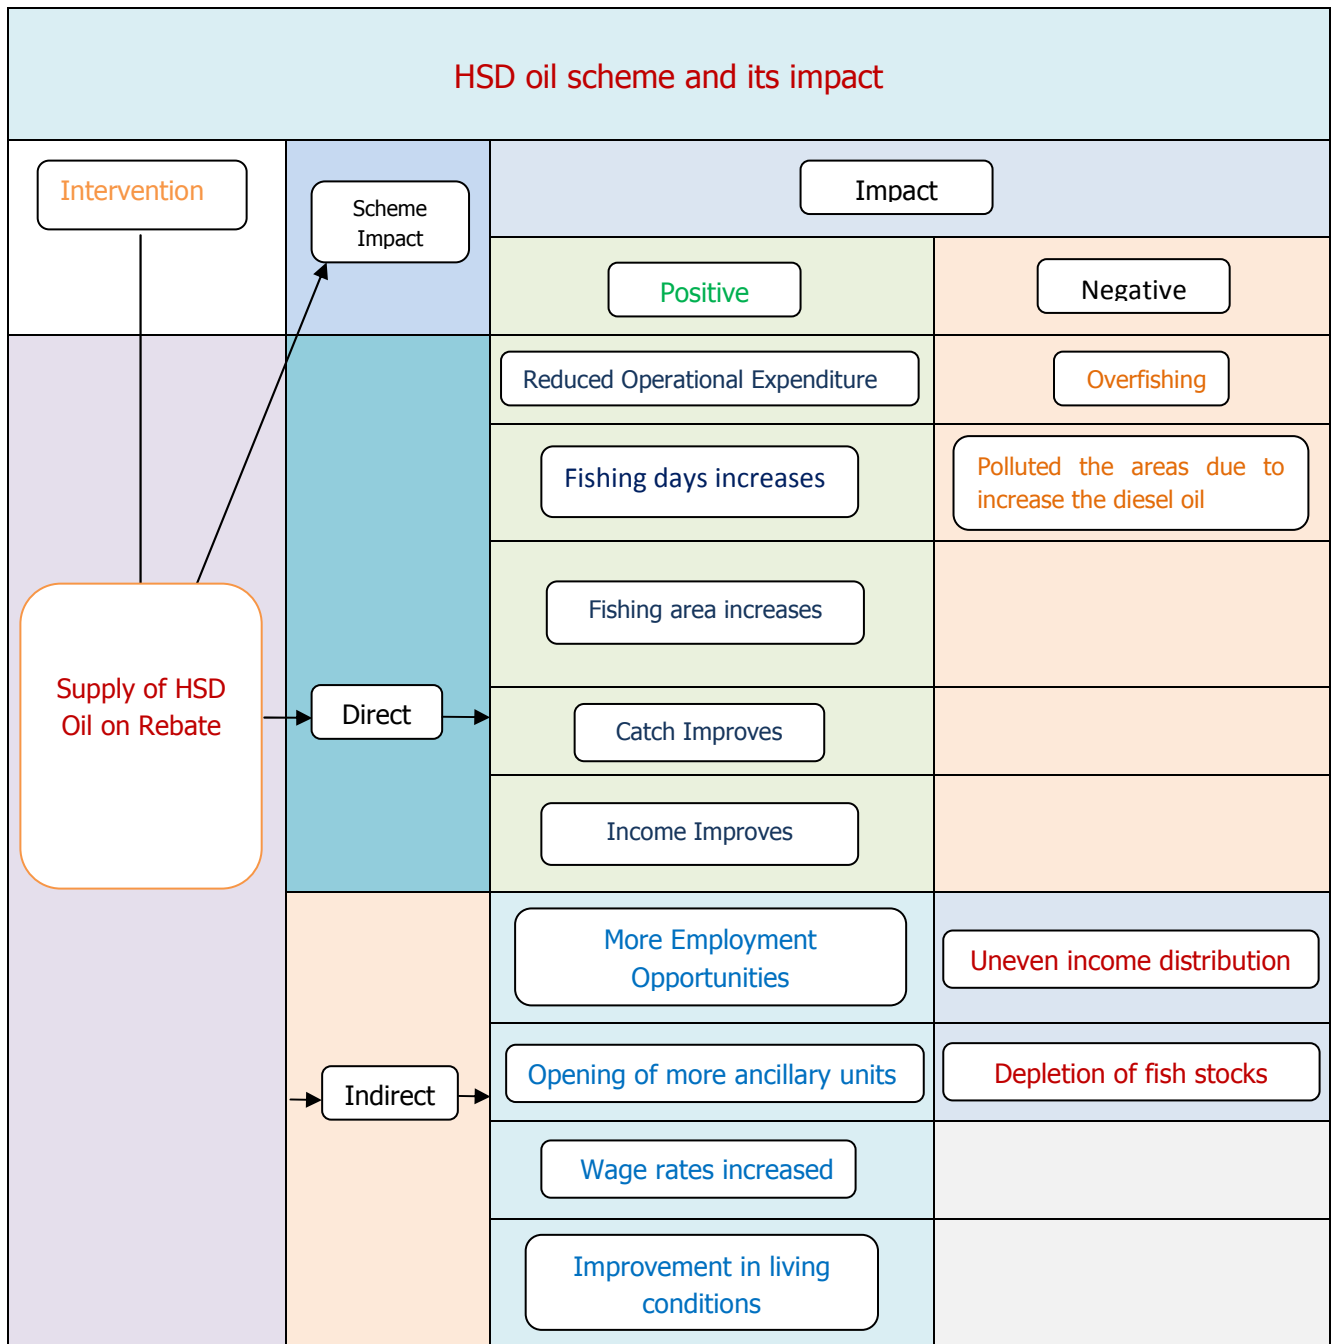 HSD oil scheme and its impact
Intervention
Scheme
Impact
Impact
Positive
Negative
Reduced Operational Expenditure
Overfishing
Fishing days increases
Polluted the areas due to
increase the diesel oil
Fishing area increases
Supply of HSD
Oil on Rebate
Direct
Catch Improves
Income Improves
More Employment
Opportunities
Uneven income distribution
Indirect
Opening of more ancillary units
Depletion of fish stocks
Wage rates increased
Improvement in living
conditions